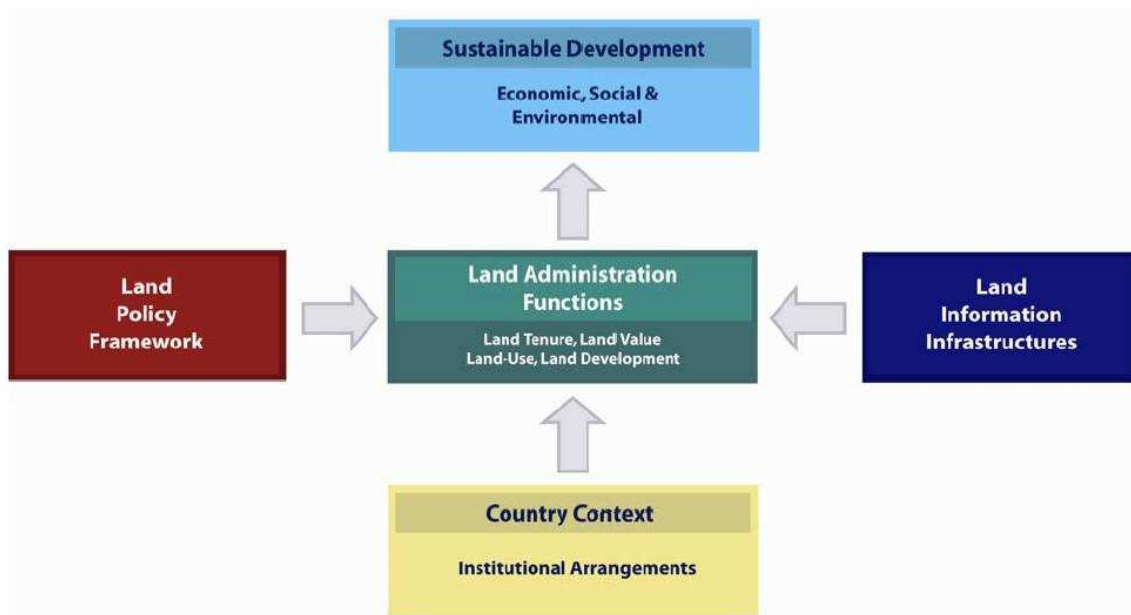 Sustainable Development
Economic, Social &
Environmental
Land
Policy
Framework
Land Administration
Functions
Land Tenure, Land Value
Land-Use, Land Development
Land
Information
Infrastructures
Country Context
Institutional Arrangements